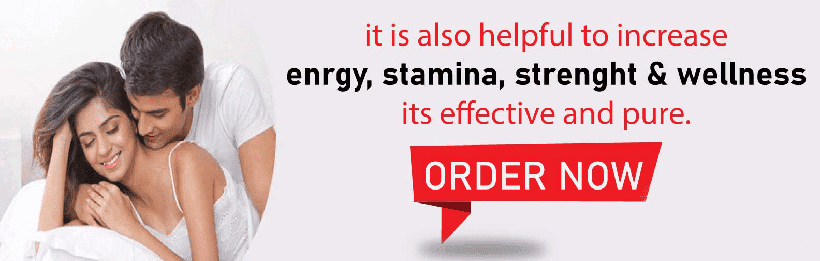 it is also helpful to increase
enrgy, stamina, strenght & wellness
its effective and pure.
ORDER NOW